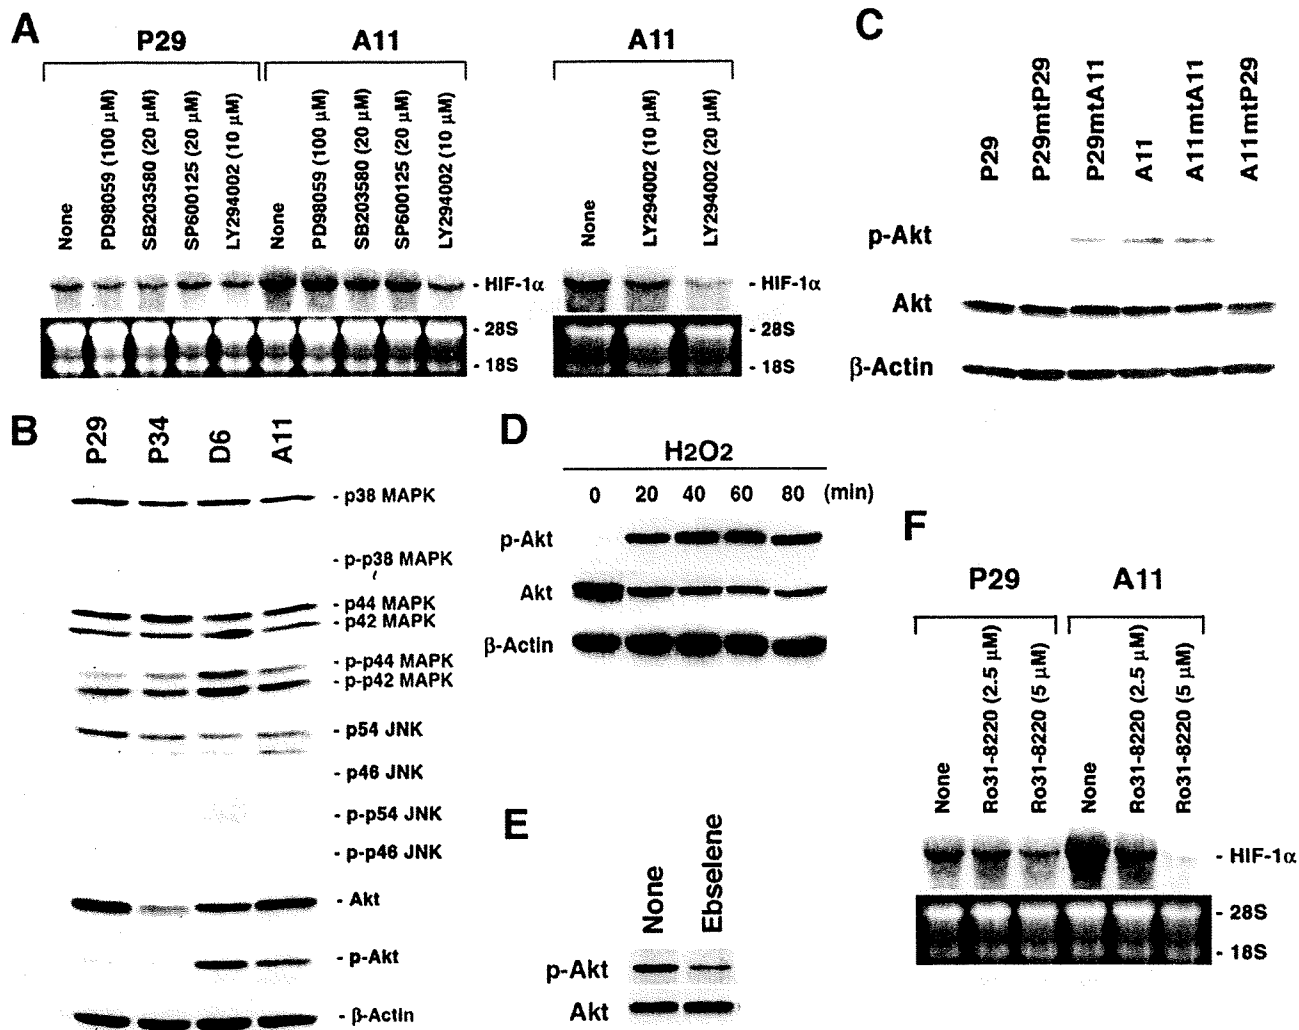 A
P29
A11
A11
None
PD98059 (100 µM)
SB203580 (20 µM)
SP600125 (20 µM)
LY294002 (10 µM)
None
PD98059 (100 µM)
SB203580 (20 µM)
SP600125 (20 µM)
LY294002 (10 µM)
- HIF-1α
- 28S
- 18S
None
LY294002 (10 µM)
LY294002 (20 µM)
- HIF-1α
- 28S
- 18S
B
P29
P34
D6
A11
- p38 MAPK
- p-p38 MAPK
- p44 MAPK
- p42 MAPK
- p-p44 MAPK
- p-p42 MAPK
- p54 JNK
- p46 JNK
- p-p54 JNK
- p-p46 JNK
- Akt
- p-Akt
- β-Actin
C
P29
P29mtP29
P29mtA11
A11
A11mtA11
A11mtP29
p-Akt
Akt
β-Actin
D
H2O2
0 20 40 60 80 (min)
p-Akt
Akt
β-Actin
E
None
Ebselene
p-Akt
Akt
F
P29
A11
None
Ro31-8220 (2.5 µM)
Ro31-8220 (5 µM)
None
Ro31-8220 (2.5 µM)
Ro31-8220 (5 µM)
- HIF-1α
- 28S
- 18S